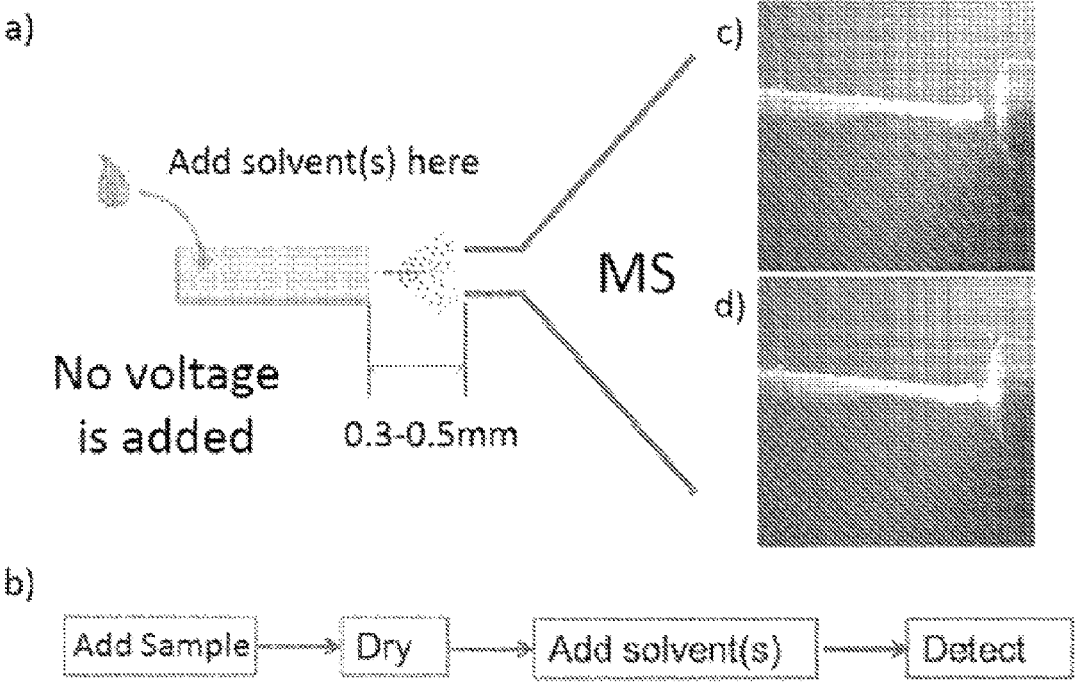 a)
Add solvent(s) here
MS
No voltage
is added
0.3-0.5mm
c)
d)
b)
Add Sample
Dry
Add solvent(s)
Detect